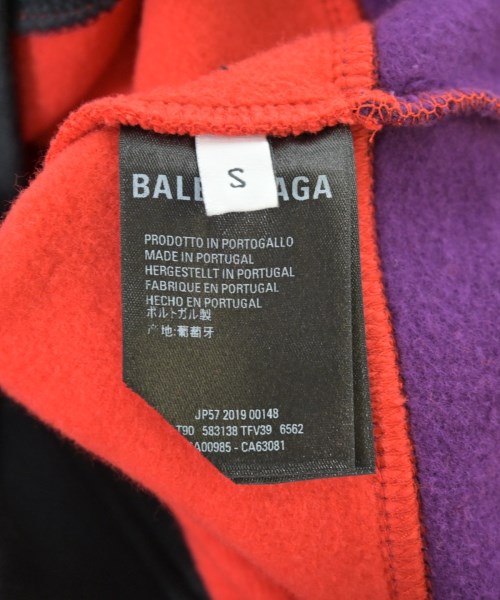 S
BALE AGA
PRODOTTO IN PORTOGALLO
MADE IN PORTUGAL
HERGESTELLT IN PORTUGAL
FABRIQUE EN PORTUGAL
HECHO EN PORTUGAL
ポルトガル製
产地:葡萄牙
JP57 2019 00148
T90 583138 TFV39 6562
A00985 - CA63081